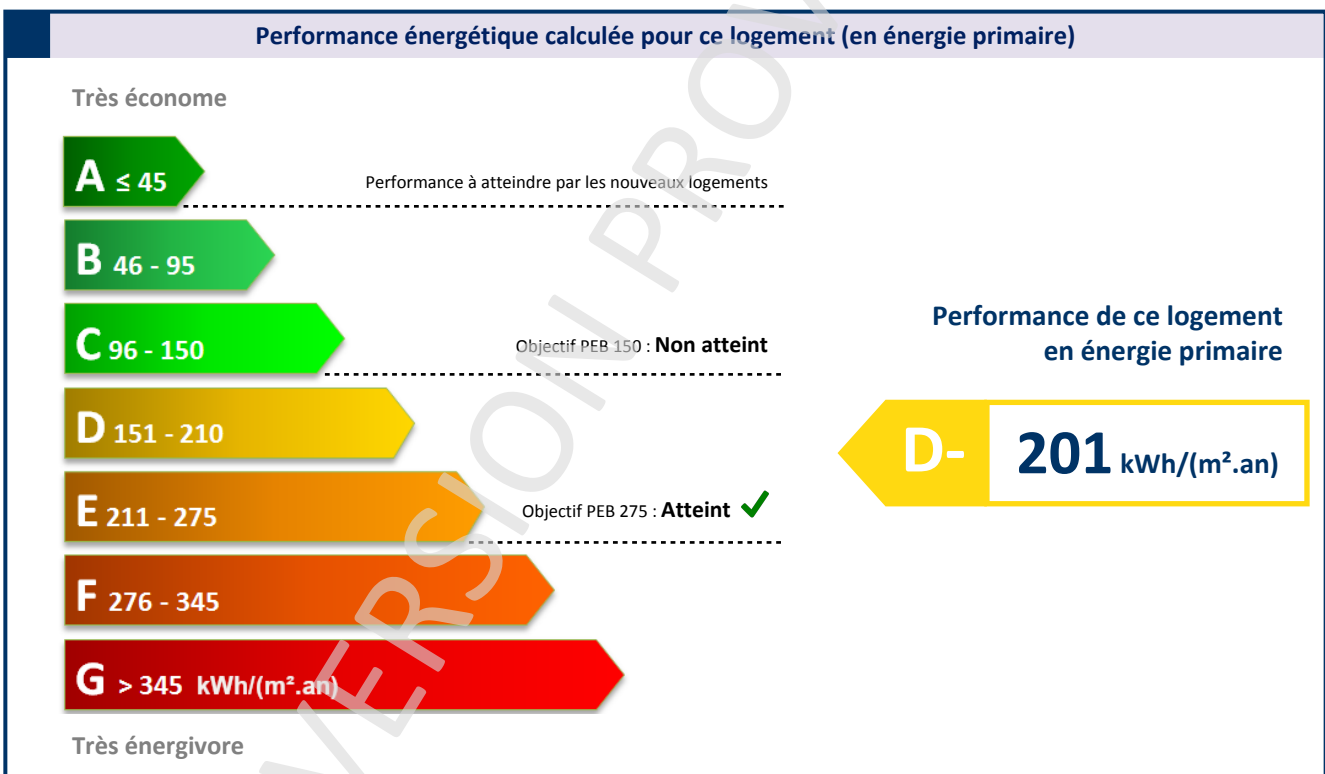 Performance énergétique calculée pour ce logement (en énergie primaire)
Très économe
A ≤ 45
Performance à atteindre par les nouveaux logements
B 46 - 95
C 96 - 150
Objectif PEB 150 : Non atteint
D 151 - 210
E 211 - 275
Objectif PEB 275 : Atteint ✓
F 276 - 345
G > 345 kWh/(m².an)
Très énergivore
Performance de ce logement
en énergie primaire
D- 201 kWh/(m².an)
VERSION PROV